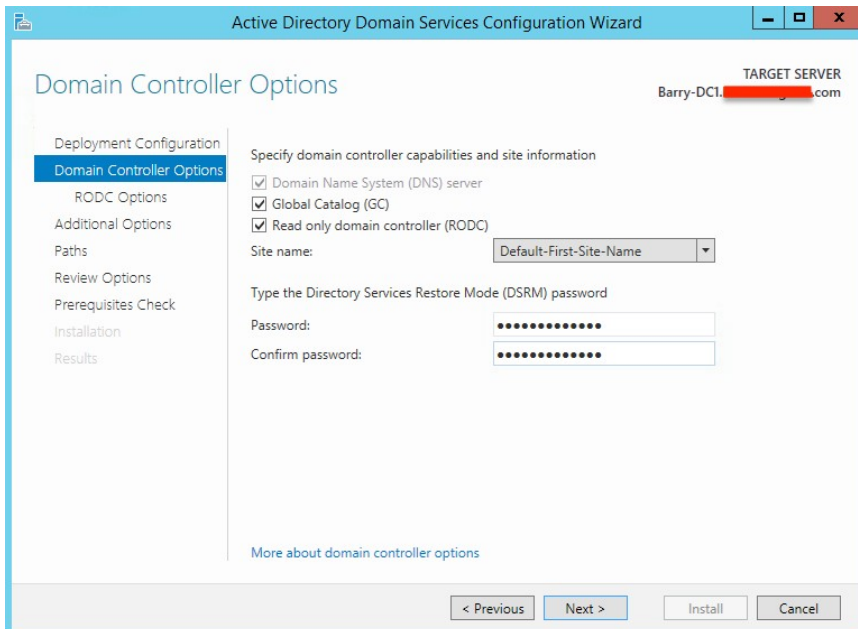 Active Directory Domain Services Configuration Wizard
Domain Controller Options
TARGET SERVER
Barry-DC1. .com
Deployment Configuration
Domain Controller Options
RODC Options
Additional Options
Paths
Review Options
Prerequisites Check
Installation
Results
Specify domain controller capabilities and site information
Domain Name System (DNS) server
Global Catalog (GC)
Read only domain controller (RODC)
Site name: Default-First-Site-Name
Type the Directory Services Restore Mode (DSRM) password
Password: •••••••••••••
Confirm password: •••••••••••••
More about domain controller options
< Previous Next > Install Cancel